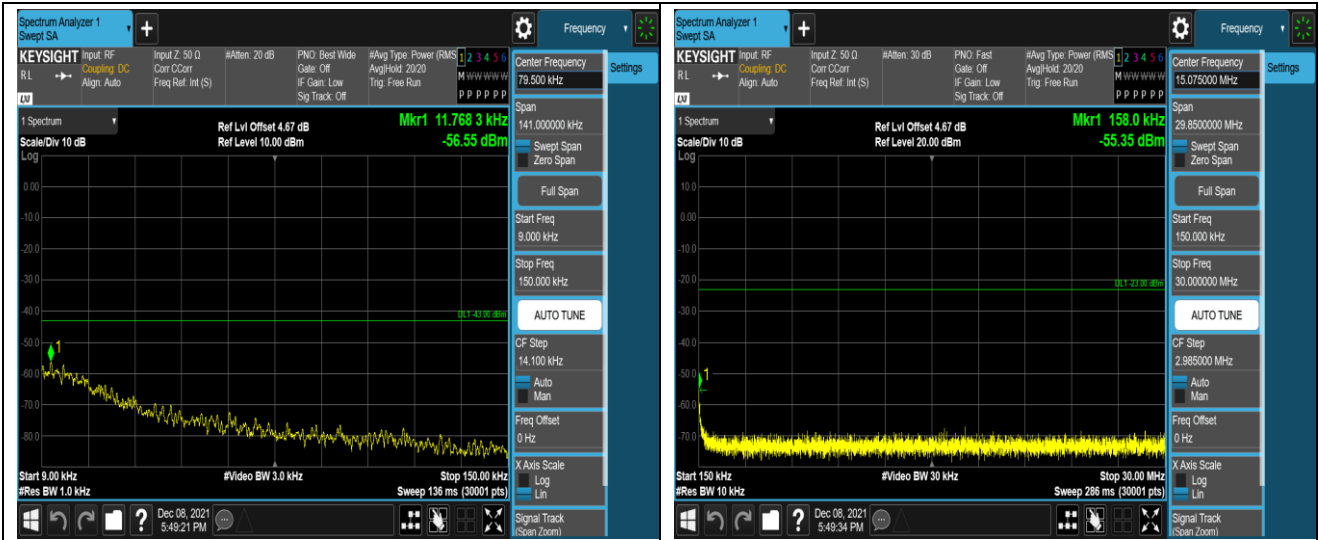 Spectrum Analyzer 1
Swept SA
+
Frequency
KEYSIGHT
RL
Input: RF
Coupling: DC
Align: Auto
Input Z: 50 Ω
Corr CCorr
Freq Ref: Int (S)
#Atten: 20 dB
PNO: Best Wide
Gate: Off
IF Gain: Low
Sig Track: Off
#Avg Type: Power (RMS
Avg|Hold: 20/20
Trig: Free Run
1 2 3 4 5 6
M W W W W W
P P P P P P
LXI
Center Frequency
79.500 kHz
Settings
1 Spectrum
Scale/Div 10 dB
Log
Ref Lvl Offset 4.67 dB
Ref Level 10.00 dBm
Mkr1 11.768 3 kHz
-56.55 dBm
0.00
-10.0
-20.0
-30.0
-40.0
-50.0
-60.0
-70.0
-80.0
DL1 -43.00 dBm
1
Span
141.000000 kHz
Swept Span
Zero Span
Full Span
Start Freq
9.000 kHz
Stop Freq
150.000 kHz
AUTO TUNE
CF Step
14.100 kHz
Auto
Man
Freq Offset
0 Hz
X Axis Scale
Log
Lin
Signal Track
(Span Zoom)
Start 9.00 kHz
#Res BW 1.0 kHz
#Video BW 3.0 kHz
Stop 150.00 kHz
Sweep 136 ms (30001 pts)
?
Dec 08, 2021
5:49:21 PM
Spectrum Analyzer 1
Swept SA
+
Frequency
KEYSIGHT
RL
Input: RF
Coupling: DC
Align: Auto
Input Z: 50 Ω
Corr CCorr
Freq Ref: Int (S)
#Atten: 30 dB
PNO: Fast
Gate: Off
IF Gain: Low
Sig Track: Off
#Avg Type: Power (RMS
Avg|Hold: 20/20
Trig: Free Run
1 2 3 4 5 6
M W W W W W
P P P P P P
LXI
Center Frequency
15.075000 MHz
Settings
1 Spectrum
Scale/Div 10 dB
Log
Ref Lvl Offset 4.67 dB
Ref Level 20.00 dBm
Mkr1 158.0 kHz
-55.35 dBm
10.0
0.00
-10.0
-20.0
-30.0
-40.0
-50.0
-60.0
-70.0
DL1 -23.00 dBm
1
Span
29.8500000 MHz
Swept Span
Zero Span
Full Span
Start Freq
150.000 kHz
Stop Freq
30.000000 MHz
AUTO TUNE
CF Step
2.985000 MHz
Auto
Man
Freq Offset
0 Hz
X Axis Scale
Log
Lin
Signal Track
(Span Zoom)
Start 150 kHz
#Res BW 10 kHz
#Video BW 30 kHz
Stop 30.00 MHz
Sweep 286 ms (30001 pts)
?
Dec 08, 2021
5:49:34 PM